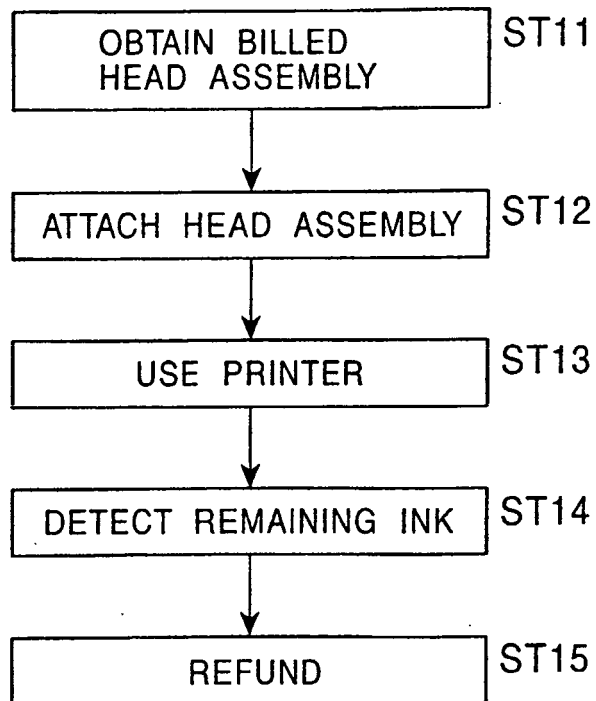 OBTAIN BILLED
HEAD ASSEMBLY
ST11
ATTACH HEAD ASSEMBLY
ST12
USE PRINTER
ST13
DETECT REMAINING INK
ST14
REFUND
ST15